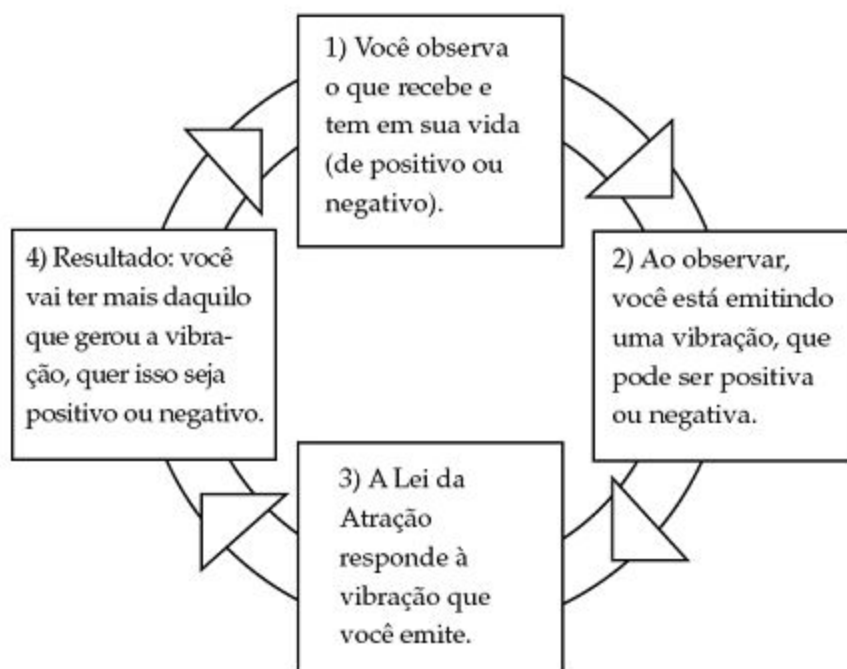 1) Você observa
o que recebe e
tem em sua vida
(de positivo ou
negativo).
2) Ao observar,
você está emitindo
uma vibração, que
pode ser positiva
ou negativa.
3) A Lei da
Atração
responde à
vibração que
você emite.
4) Resultado: você
vai ter mais daquilo
que gerou a vibra-
ção, quer isso seja
positivo ou negativo.